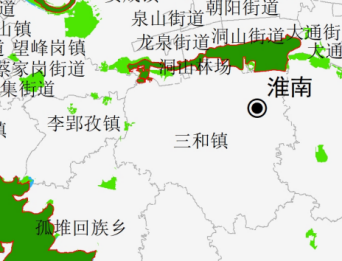 朝阳街道
道
泉山街道
山镇
洞山街道
大通街
龙泉街道
道
望峰岗镇
大通
洞山林场
蔡家岗街道
淮南
集街道
李郢孜镇
镇
三和镇
孤堆回族乡